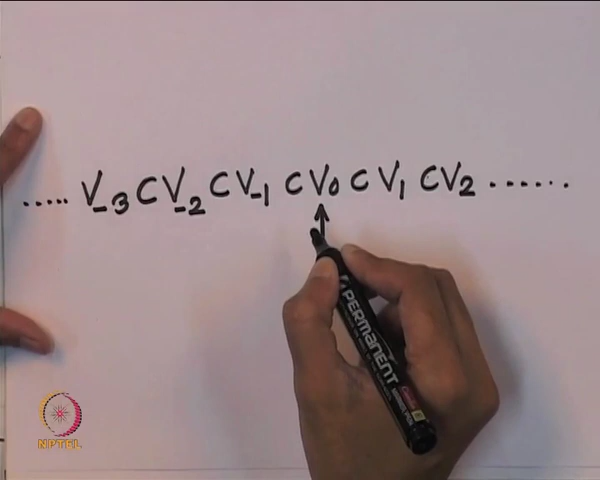 ..... V₋₃ ⊂ V₋₂ ⊂ V₋₁ ⊂ V₀ ⊂ V₁ ⊂ V₂ ......
PERMANENT
NPTEL